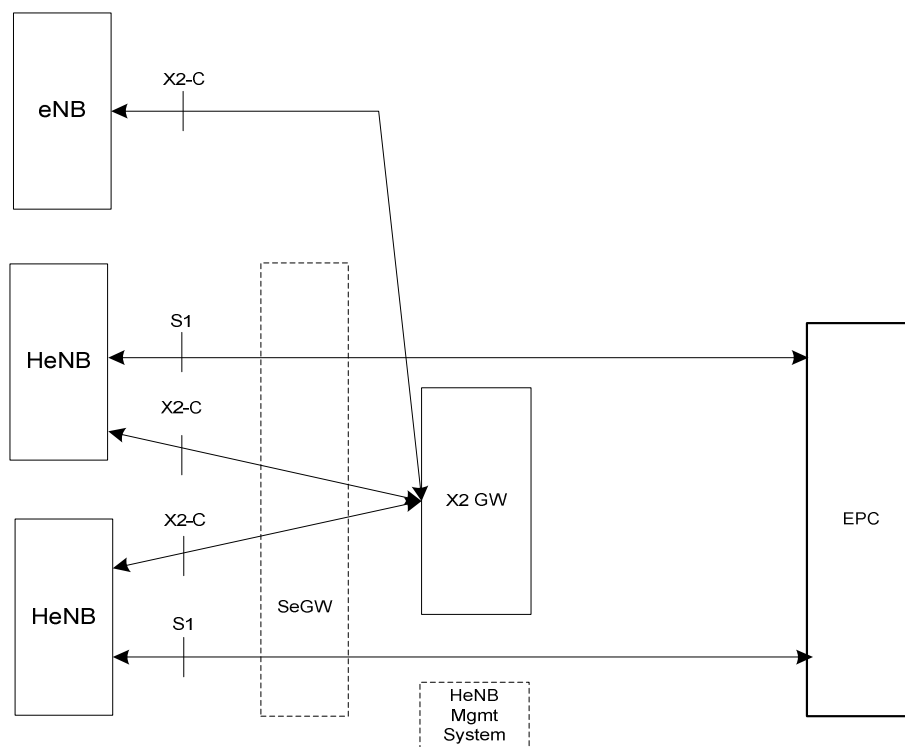 X2-C
eNB
S1
HeNB
X2-C
X2 GW
EPC
X2-C
SeGW
HeNB
S1
HeNB
Mgmt
System